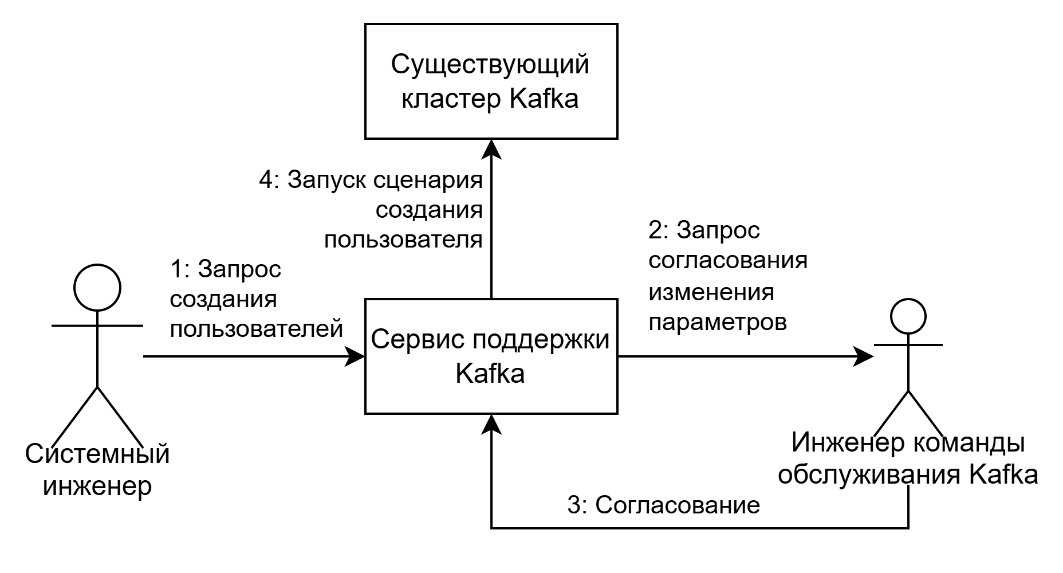 Существующий
кластер Kafka
4: Запуск сценария
создания
пользователя
2: Запрос
согласования
изменения
параметров
1: Запрос
создания
пользователей
Сервис поддержки
Kafka
Системный
инженер
Инженер команды
обслуживания Kafka
3: Согласование